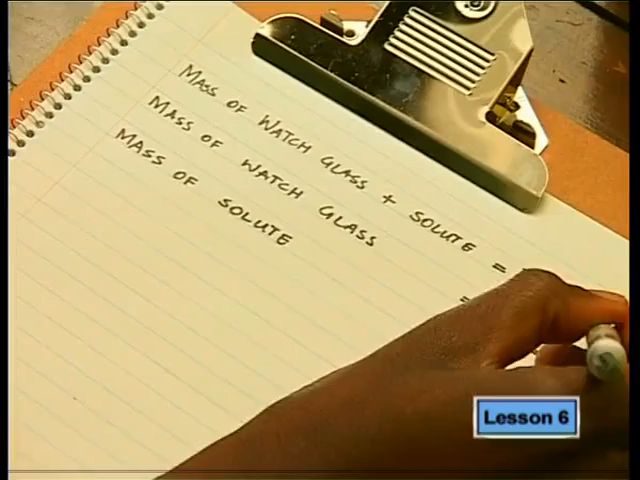 MASS OF WATCH GLASS + SOLUTE =
MASS OF WATCH GLASS =
MASS OF SOLUTE
Lesson 6